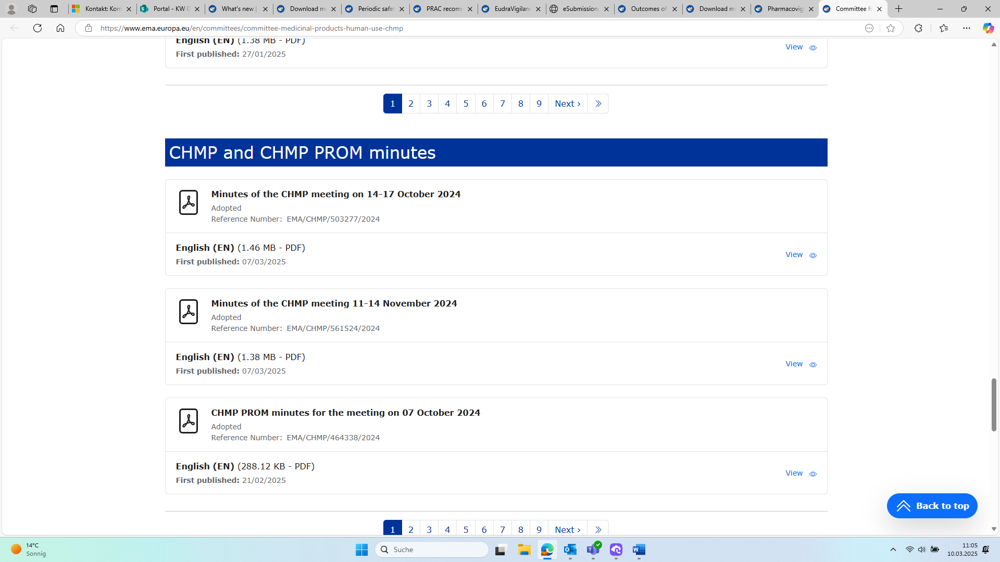 Kontakt: Kont
Portal - KW 0
What's new |
Download me
Periodic safet
PRAC recomm
EudraVigilanc
eSubmission:
Outcomes of
Download me
Pharmacovigi
Committee fo
https://www.ema.europa.eu/en/committees/committee-medicinal-products-human-use-chmp
English (EN) (1.38 MB - PDF)
First published: 27/01/2025
View
1 2 3 4 5 6 7 8 9 Next › »
CHMP and CHMP PROM minutes
Minutes of the CHMP meeting on 14-17 October 2024
Adopted
Reference Number: EMA/CHMP/503277/2024
English (EN) (1.46 MB - PDF)
First published: 07/03/2025
View
Minutes of the CHMP meeting 11-14 November 2024
Adopted
Reference Number: EMA/CHMP/561524/2024
English (EN) (1.38 MB - PDF)
First published: 07/03/2025
View
CHMP PROM minutes for the meeting on 07 October 2024
Adopted
Reference Number: EMA/CHMP/464338/2024
English (EN) (288.12 KB - PDF)
First published: 21/02/2025
View
Back to top
1 2 3 4 5 6 7 8 9 Next › »
14°C
Sonnig
Suche
11:05
10.03.2025